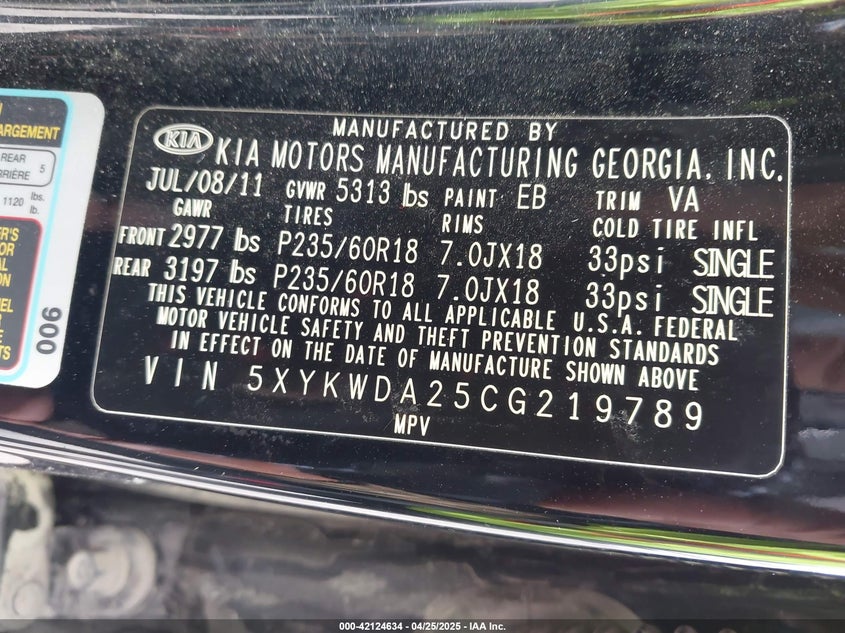 ARGEMENT
REAR 5
1120 lbs.
lb.
006
MANUFACTURED BY
KIA KIA MOTORS MANUFACTURING GEORGIA, INC.
JUL/08/11 GVWR 5313 lbs PAINT EB TRIM VA
GAWR TIRES RIMS COLD TIRE INFL
FRONT 2977 lbs P235/60R18 7.0JX18 33psi SINGLE
REAR 3197 lbs P235/60R18 7.0JX18 33psi SINGLE
THIS VEHICLE CONFORMS TO ALL APPLICABLE U.S.A. FEDERAL
MOTOR VEHICLE SAFETY AND THEFT PREVENTION STANDARDS
IN EFFECT ON THE DATE OF MANUFACTURE SHOWN ABOVE
VIN 5XYKWDA25CG219789
MPV
000-42124634 - 04/25/2025 - IAA Inc.